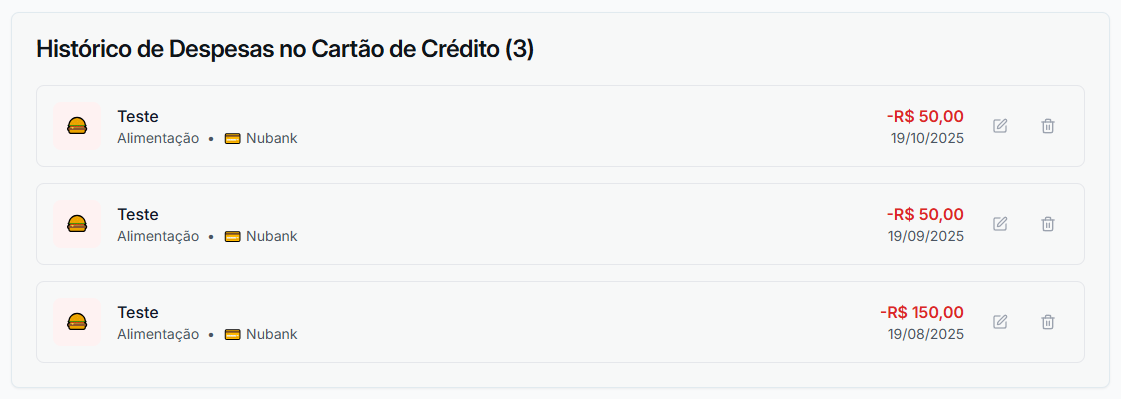 Histórico de Despesas no Cartão de Crédito (3)
Teste
-R$ 50,00
Alimentação • Nubank
19/10/2025
Teste
-R$ 50,00
Alimentação • Nubank
19/09/2025
Teste
-R$ 150,00
Alimentação • Nubank
19/08/2025